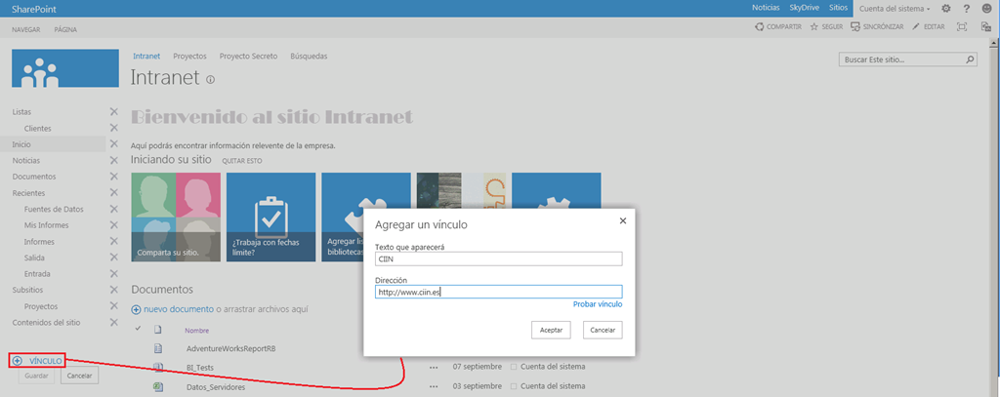 SharePoint
Noticias SkyDrive Sitios Cuenta del sistema ?
NAVEGAR PÁGINA
COMPARTIR SEGUIR SINCRÓNIZAR EDITAR
Intranet Proyectos Proyecto Secreto Búsquedas
Intranet
Buscar Este sitio...
Listas
Clientes
Inicio
Noticias
Documentos
Recientes
Fuentes de Datos
Mis Informes
Informes
Salida
Entrada
Subsitios
Proyectos
Contenidos del sitio
VÍNCULO
Guardar Cancelar
Bienvenido al sitio Intranet
Aquí podrás encontrar información relevente de la empresa.
Iniciando su sitio QUITAR ESTO
Comparta su sitio.
¿Trabaja con fechas
límite?
Agregar lis
bibliotecas
Documentos
nuevo documento o arrastrar archivos aquí
Nombre
AdventureWorksReportRB
BI_Tests ... 07 septiembre Cuenta del sistema
Datos_Servidores ... 03 septiembre Cuenta del sistema
Agregar un vínculo
Texto que aparecerá
CIIN
Dirección
http://www.ciin.es
Probar vínculo
Aceptar Cancelar